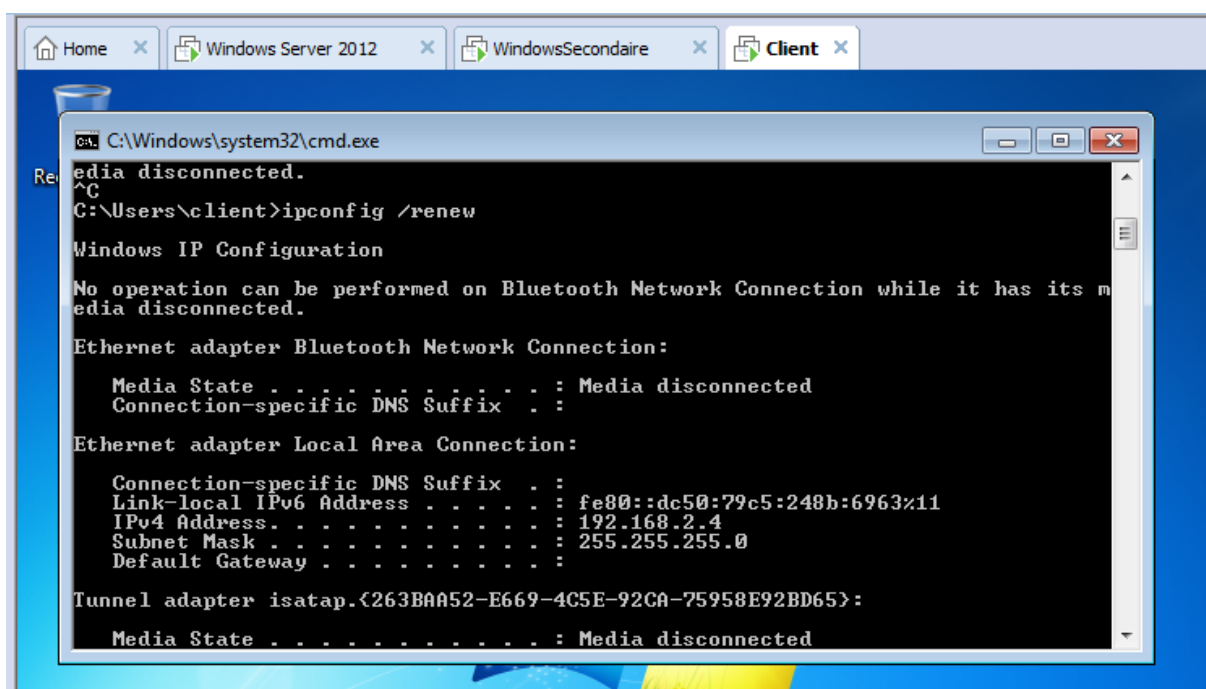 Home × Windows Server 2012 × WindowsSecondaire × Client ×
C:\Windows\system32\cmd.exe
Re
edia disconnected.
^C
C:\Users\client>ipconfig /renew
Windows IP Configuration
No operation can be performed on Bluetooth Network Connection while it has its m
edia disconnected.
Ethernet adapter Bluetooth Network Connection:
Media State . . . . . . . . . . . : Media disconnected
Connection-specific DNS Suffix  . :
Ethernet adapter Local Area Connection:
Connection-specific DNS Suffix  . :
Link-local IPv6 Address . . . . . : fe80::dc50:79c5:248b:6963%11
IPv4 Address. . . . . . . . . . . : 192.168.2.4
Subnet Mask . . . . . . . . . . . : 255.255.255.0
Default Gateway . . . . . . . . . :
Tunnel adapter isatap.{263BAA52-E669-4C5E-92CA-75958E92BD65}:
Media State . . . . . . . . . . . : Media disconnected